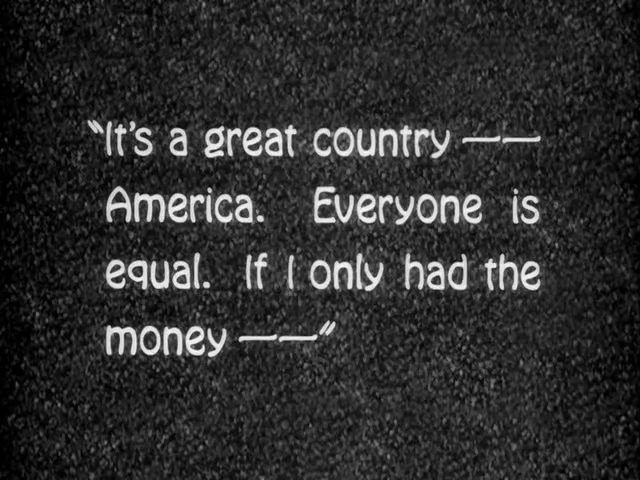 “It's a great country ——
America. Everyone is
equal. If I only had the
money ——”